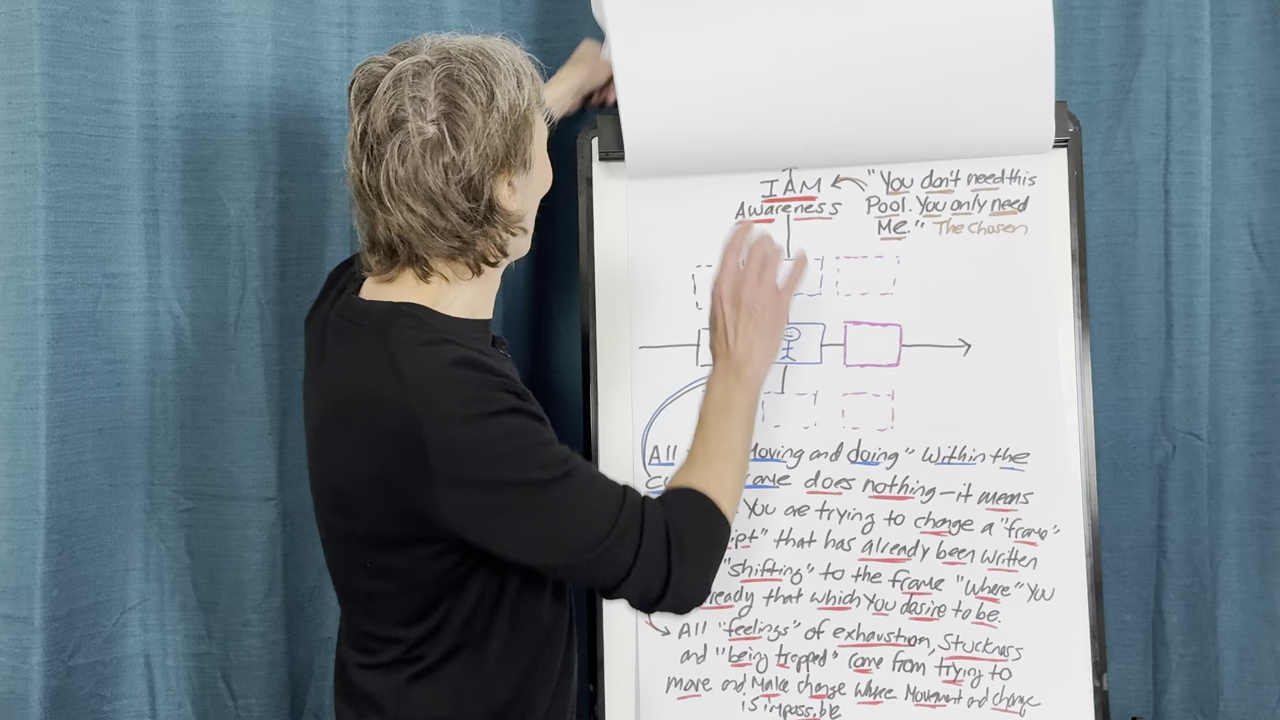 I AM
Awareness
"You don't need this
Pool. You only need
Me." The Chosen
All moving and doing" within the
does nothing - it means
You are trying to change a "frame"
that has already been written
"shifting" to the frame "where" You
that which You desire to be.
All "feelings" of exhaustion, stuckness
and "being trapped" come from trying to
move and make change where movement and change
is impossible